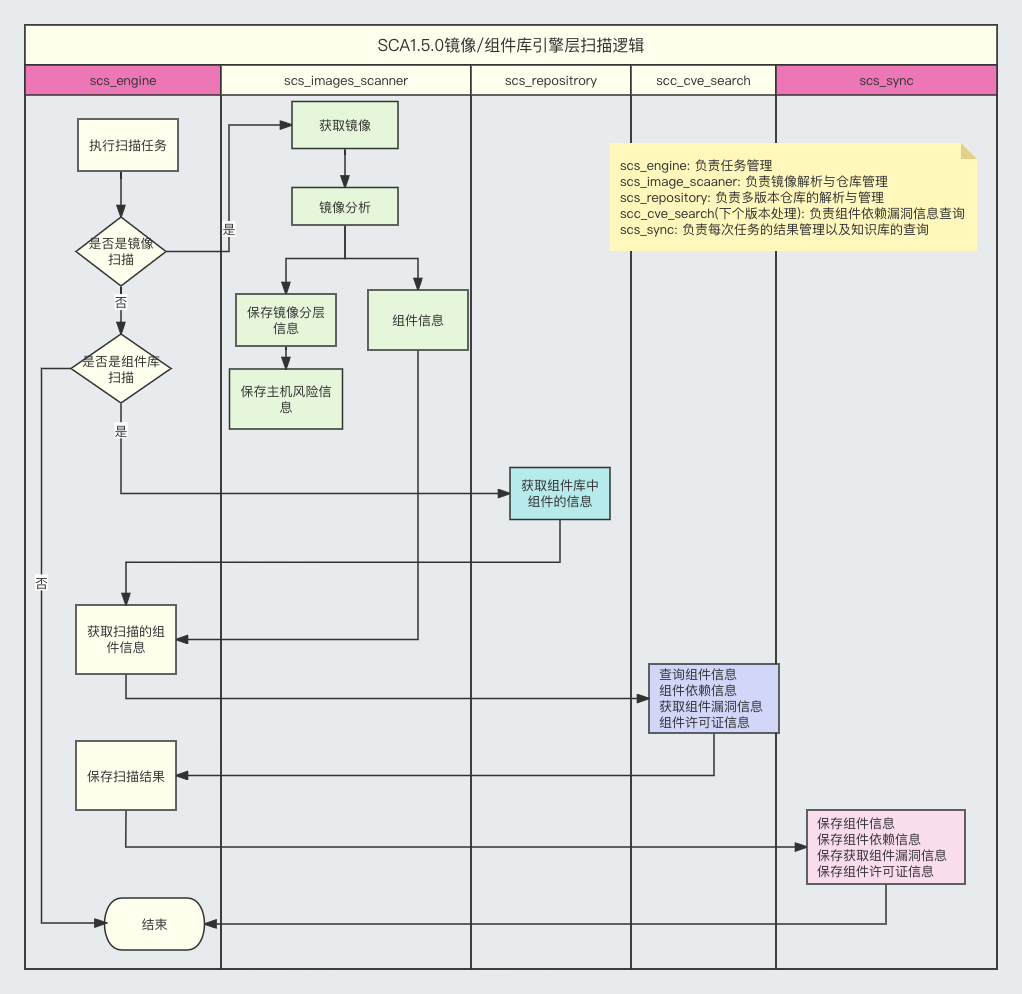 SCA1.5.0镜像/组件库引擎层扫描逻辑
scs_engine
scs_images_scanner
scs_repositrory
scc_cve_search
scs_sync
执行扫描任务
获取镜像
scs_engine: 负责任务管理
scs_image_scaaner: 负责镜像解析与仓库管理
scs_repository: 负责多版本仓库的解析与管理
scc_cve_search(下个版本处理): 负责组件依赖漏洞信息查询
scs_sync: 负责每次任务的结果管理以及知识库的查询
镜像分析
是
是否是镜像
扫描
否
保存镜像分层
信息
组件信息
是否是组件库
扫描
保存主机风险信
息
是
获取组件库中
组件的信息
否
获取扫描的组
件信息
查询组件信息
组件依赖信息
获取组件漏洞信息
组件许可证信息
保存扫描结果
保存组件信息
保存组件依赖信息
保存获取组件漏洞信息
保存组件许可证信息
结束